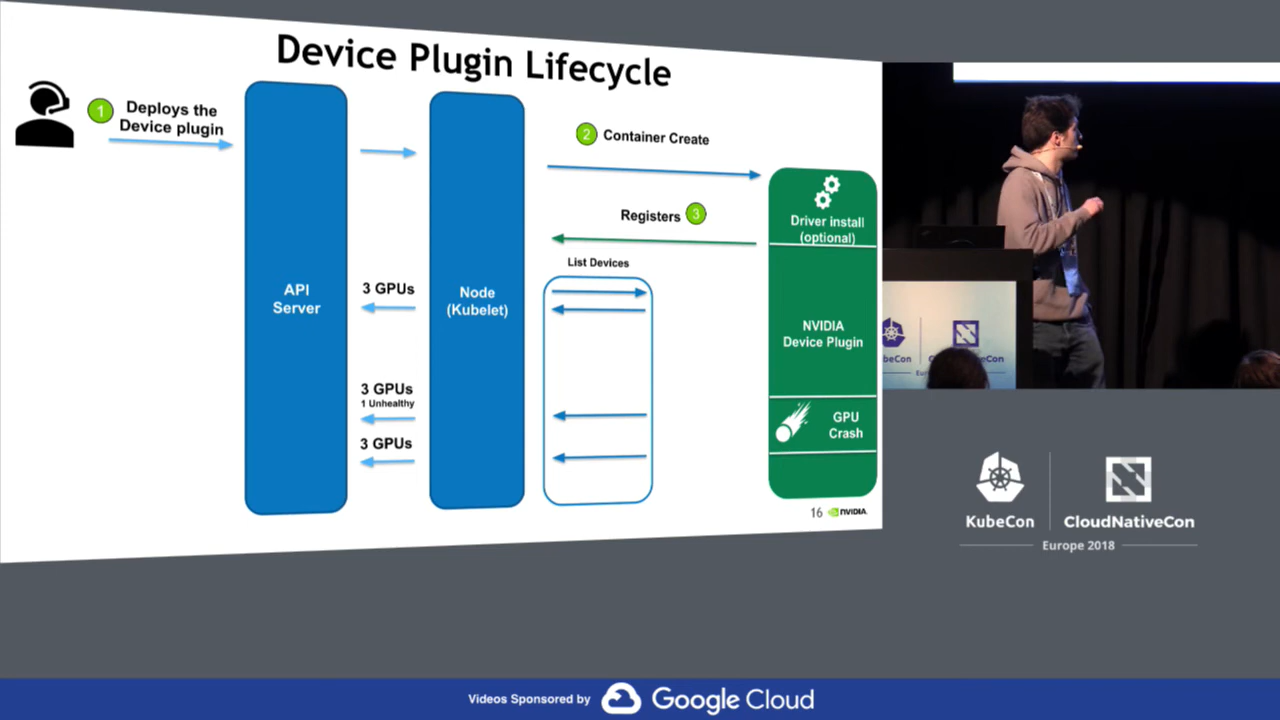 Device Plugin Lifecycle
1
Deploys the
Device plugin
2 Container Create
Registers 3
List Devices
Driver install
(optional)
API
Server
3 GPUs
Node
(Kubelet)
NVIDIA
Device Plugin
3 GPUs
1 Unhealthy
3 GPUs
GPU
Crash
16 NVIDIA
KubeCon
CloudNativeCon
Europe 2018
Videos Sponsored by Google Cloud